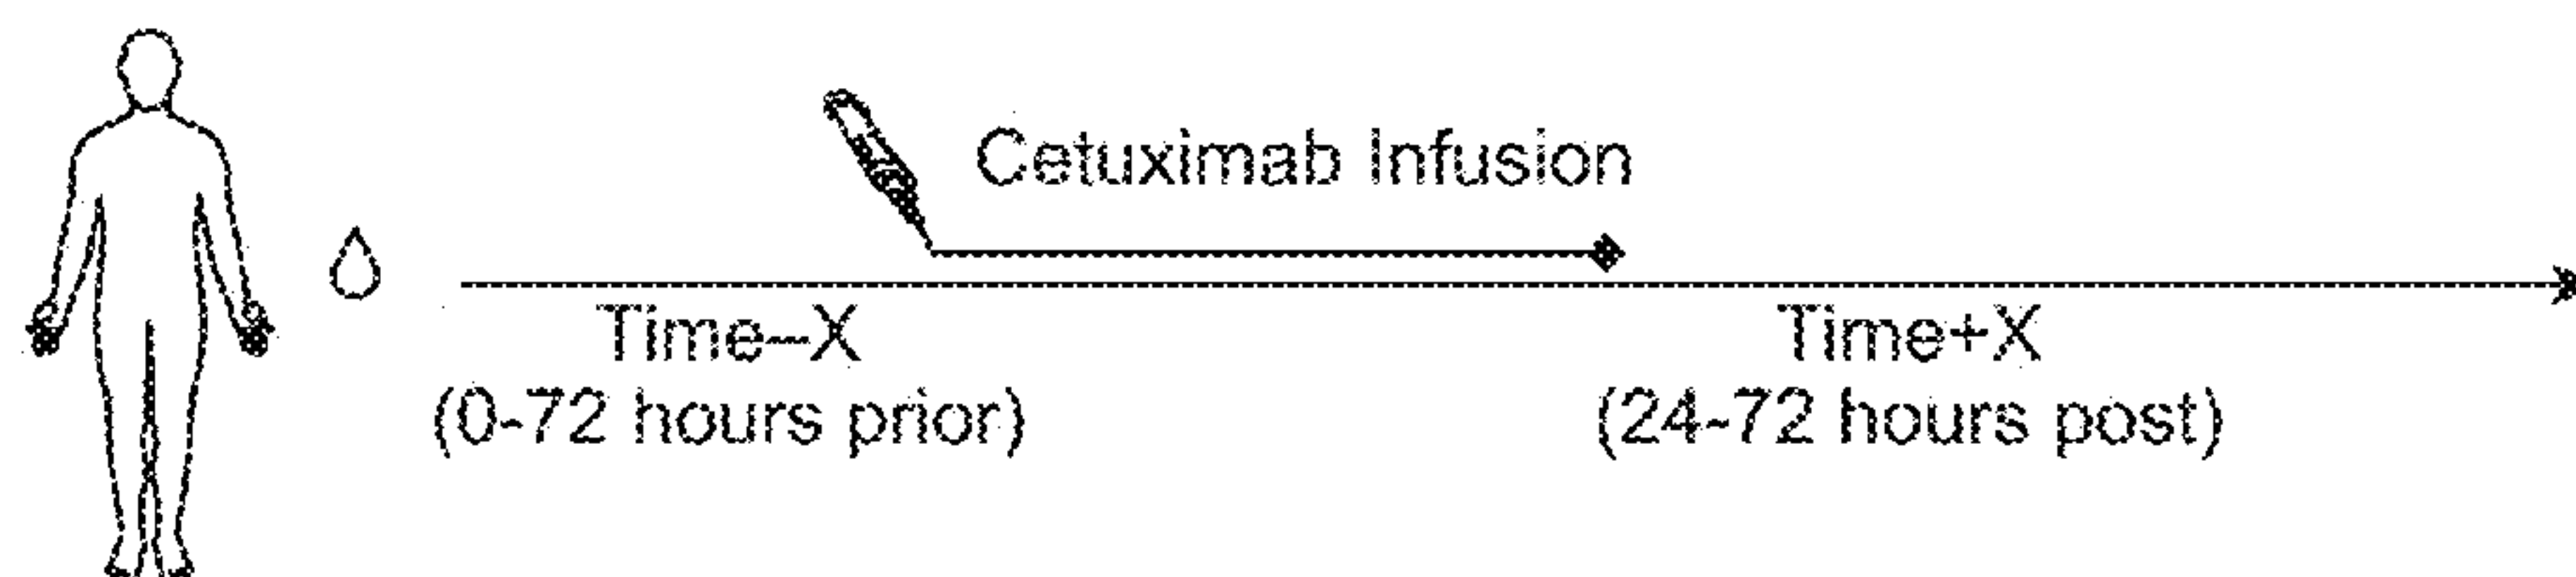 Cetuximab Infusion
Time–X
(0-72 hours prior)
Time+X
(24-72 hours post)